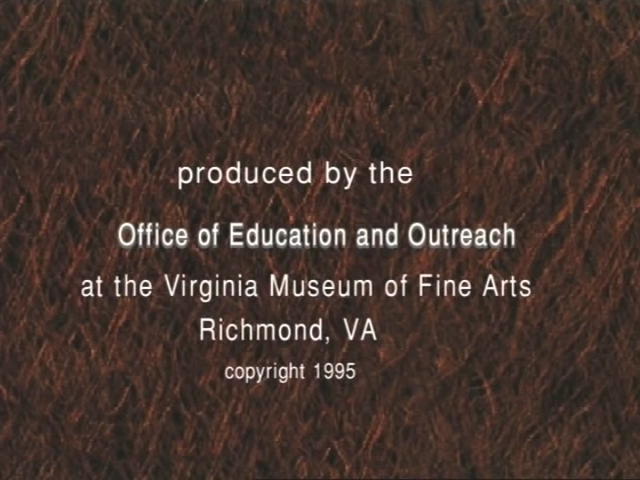 produced by the
Office of Education and Outreach
at the Virginia Museum of Fine Arts
Richmond, VA
copyright 1995